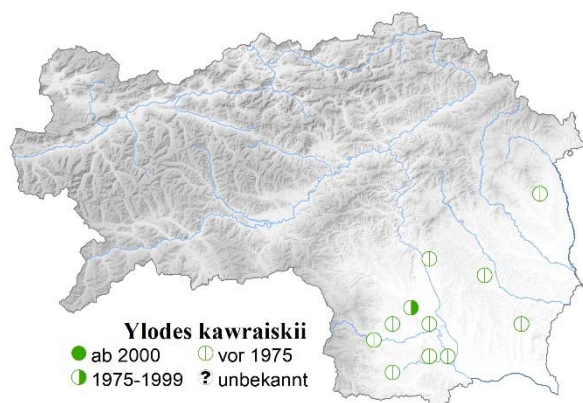 Ylodes kawraiskii
ab 2000 vor 1975
1975-1999 ? unbekannt